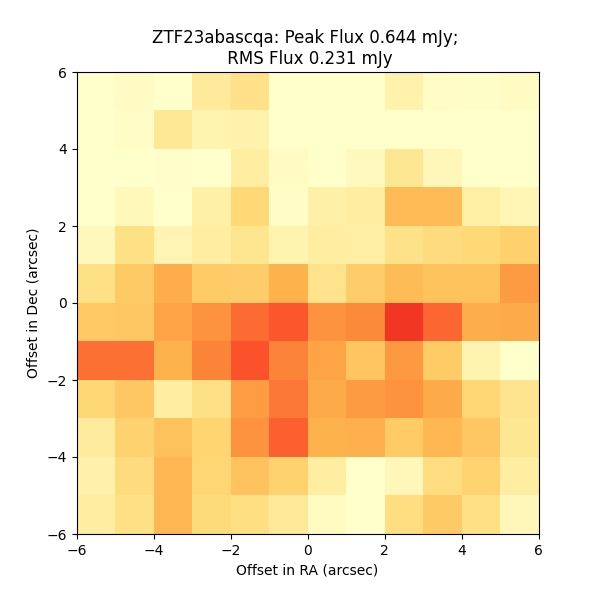 ZTF23abascqa: Peak Flux 0.644 mJy;
RMS Flux 0.231 mJy
6
4
2
0
−2
−4
−6
Offset in Dec (arcsec)
−6 −4 −2 0 2 4 6
Offset in RA (arcsec)